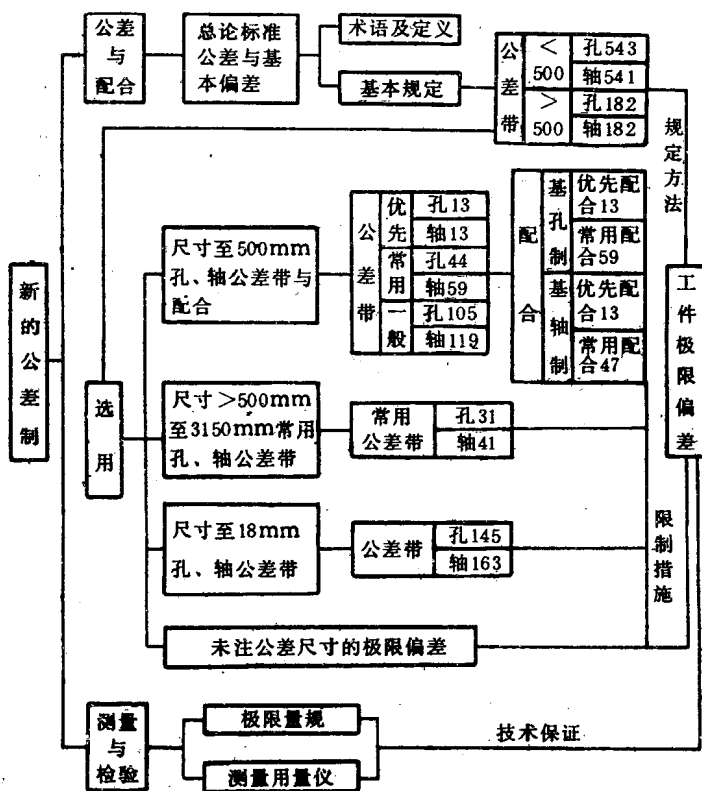 新的公差制
公差
与
配合
总论标准
公差与基
本偏差
术语及定义
基本规定
公差带
<
500
孔543
轴541
>
500
孔182
轴182
规定方法
选用
尺寸至500mm
孔、轴公差带与
配合
公差带
优先
孔13
轴13
常用
孔44
轴59
一般
孔105
轴119
配合
基孔制
优先配
合13
常用配
合59
基轴制
优先配
合13
常用配
合47
工件极限偏差
尺寸>500mm
至3150mm常用
孔、轴公差带
常用
公差带
孔31
轴41
尺寸至18mm
孔、轴公差带
公差带
孔145
轴163
限制措施
未注公差尺寸的极限偏差
测量
与
检验
极限量规
测量用量仪
技术保证